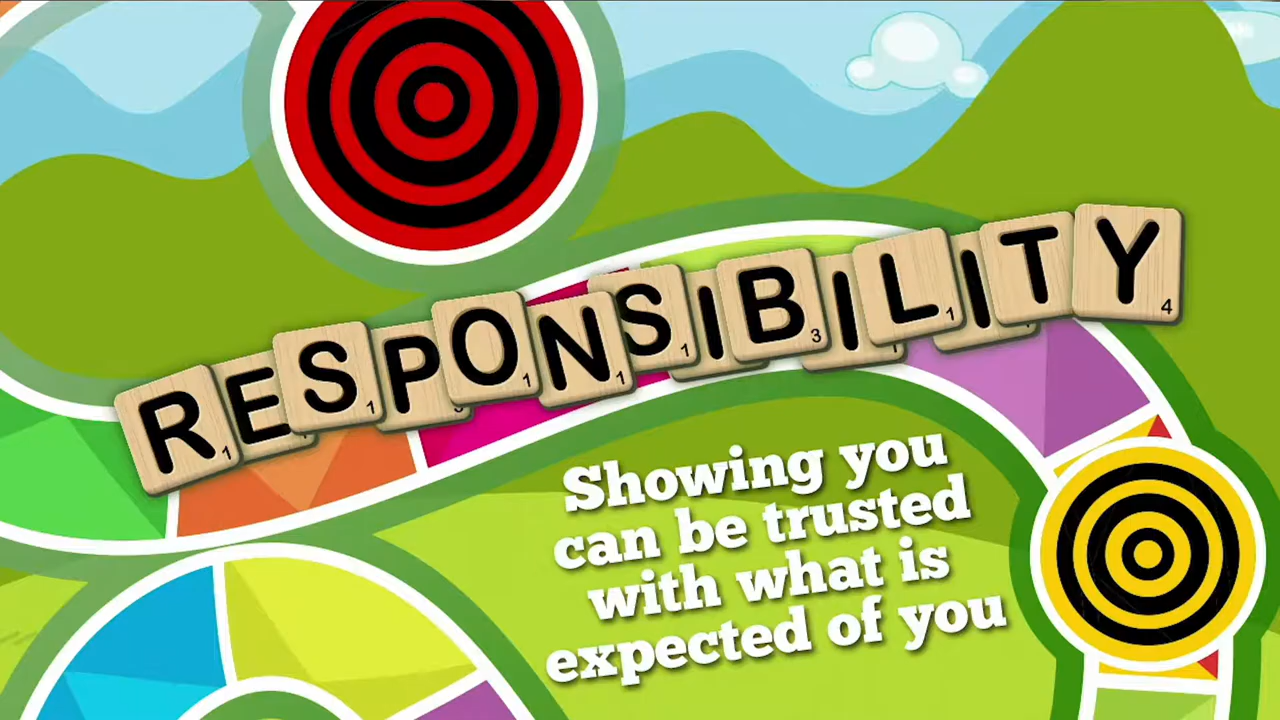 RESPONSIBILITY
Showing you
can be trusted
with what is
expected of you